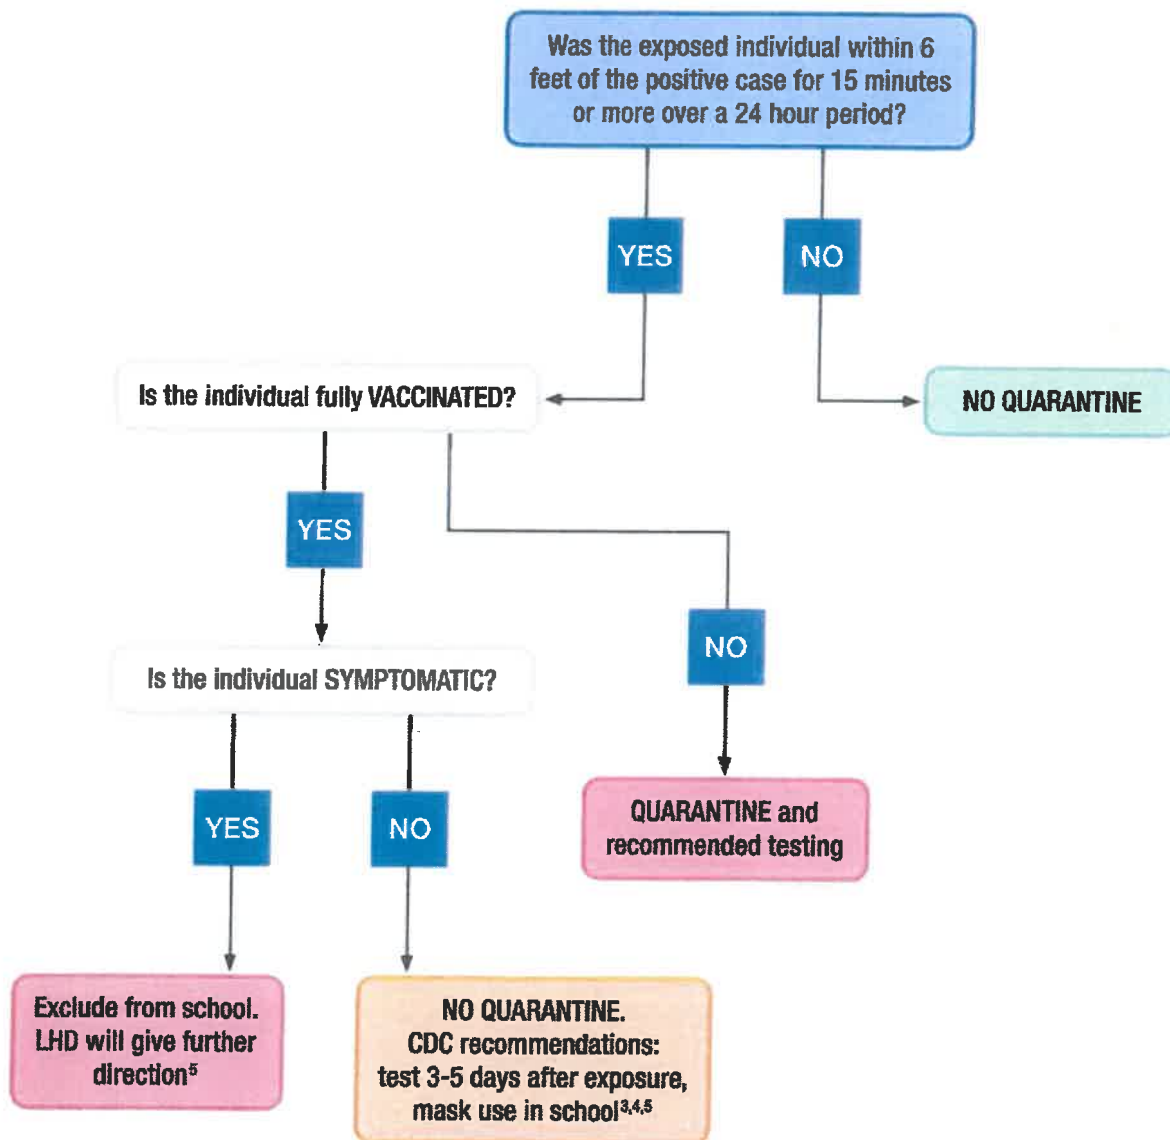 Was the exposed individual within 6
feet of the positive case for 15 minutes
or more over a 24 hour period?
YES
NO
Is the individual fully VACCINATED?
NO QUARANTINE
YES
NO
Is the individual SYMPTOMATIC?
YES
NO
QUARANTINE and
recommended testing
Exclude from school.
LHD will give further
direction⁵
NO QUARANTINE.
CDC recommendations:
test 3-5 days after exposure,
mask use in school³,⁴,⁵